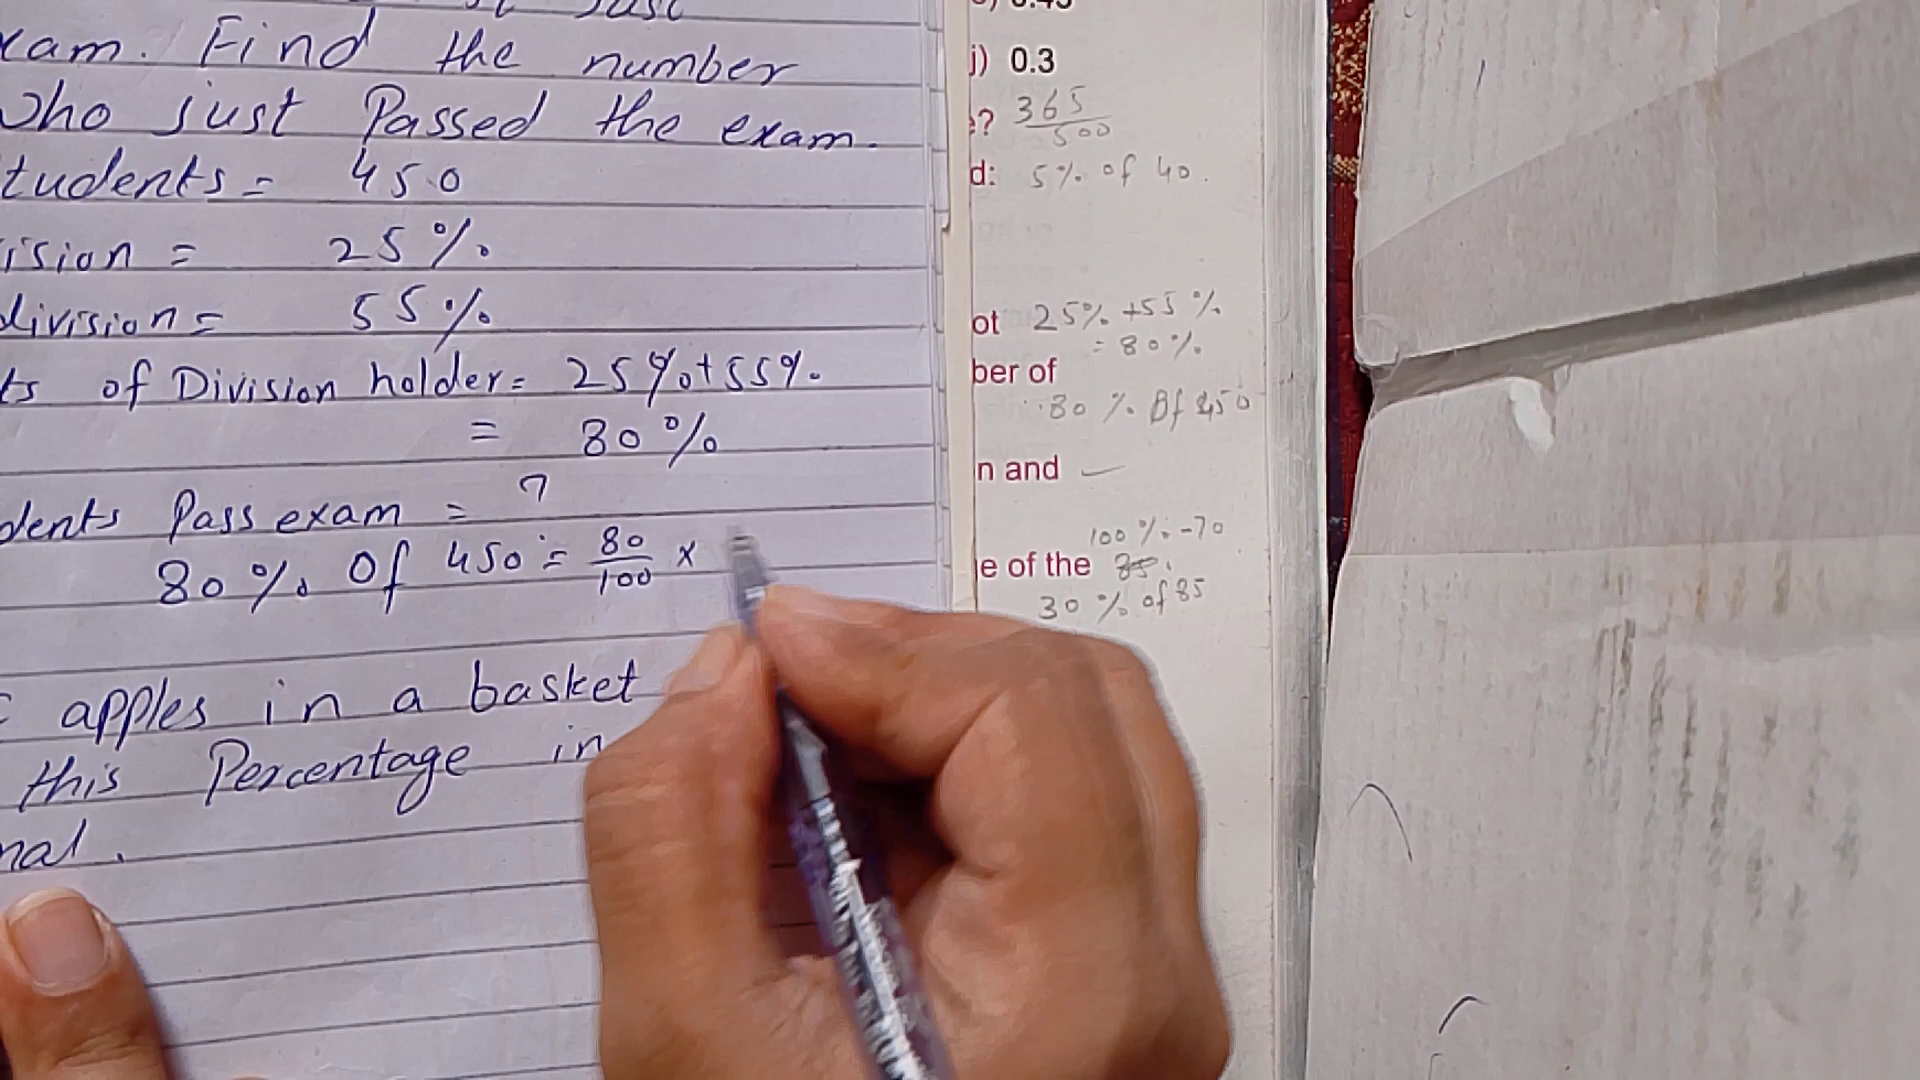 xam. Find the number
who just Passed the exam.
tudents = 450
ision = 25%
division = 55%
ts of Division holder = 25%+55%
= 80%
dents Pass exam = ?
80% Of 450 = 80/100 ×
apples in a basket
this Percentage in
nal.
j) 0.3
e? 365/500
d: 5% of 40.
ot 25% +55%
= 80%
ber of
80% of 450
n and
100%-70
e of the 85
30% of 85